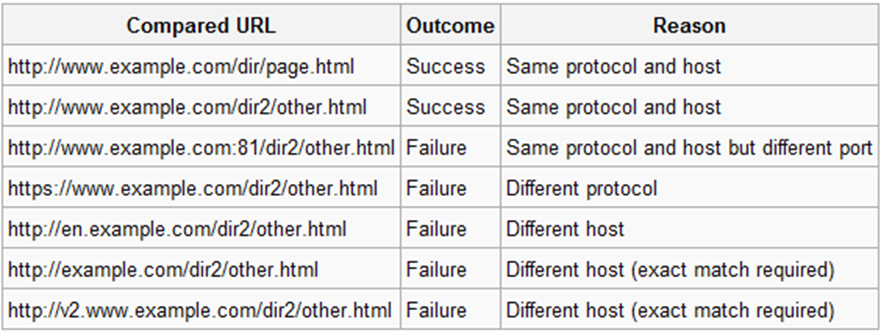 Compared URL Outcome Reason
http://www.example.com/dir/page.html Success Same protocol and host
http://www.example.com/dir2/other.html Success Same protocol and host
http://www.example.com:81/dir2/other.html Failure Same protocol and host but different port
https://www.example.com/dir2/other.html Failure Different protocol
http://en.example.com/dir2/other.html Failure Different host
http://example.com/dir2/other.html Failure Different host (exact match required)
http://v2.www.example.com/dir2/other.html Failure Different host (exact match required)